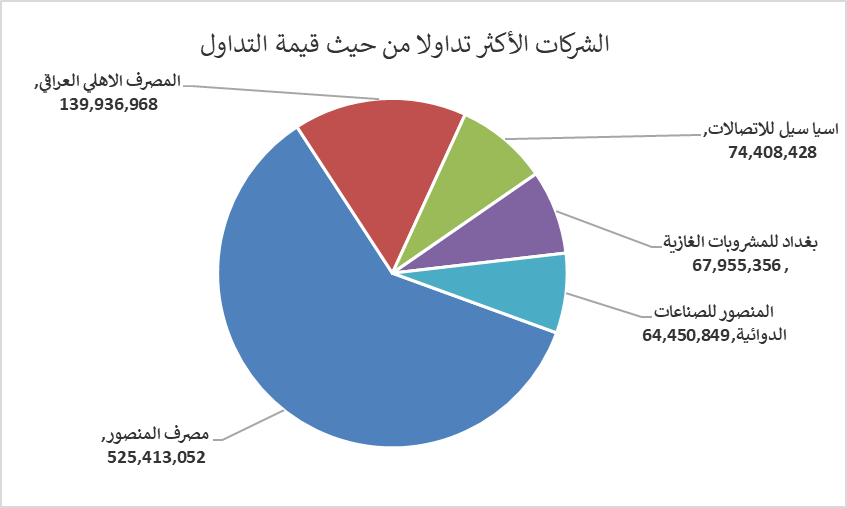 الشركات الأكثر تداولا من حيث قيمة التداول
المصرف الاهلي العراقي,
139,936,968
اسيا سيل للاتصالات,
74,408,428
بغداد للمشروبات الغازية
, 67,955,356
المنصور للصناعات
الدوائية, 64,450,849
مصرف المنصور,
525,413,052